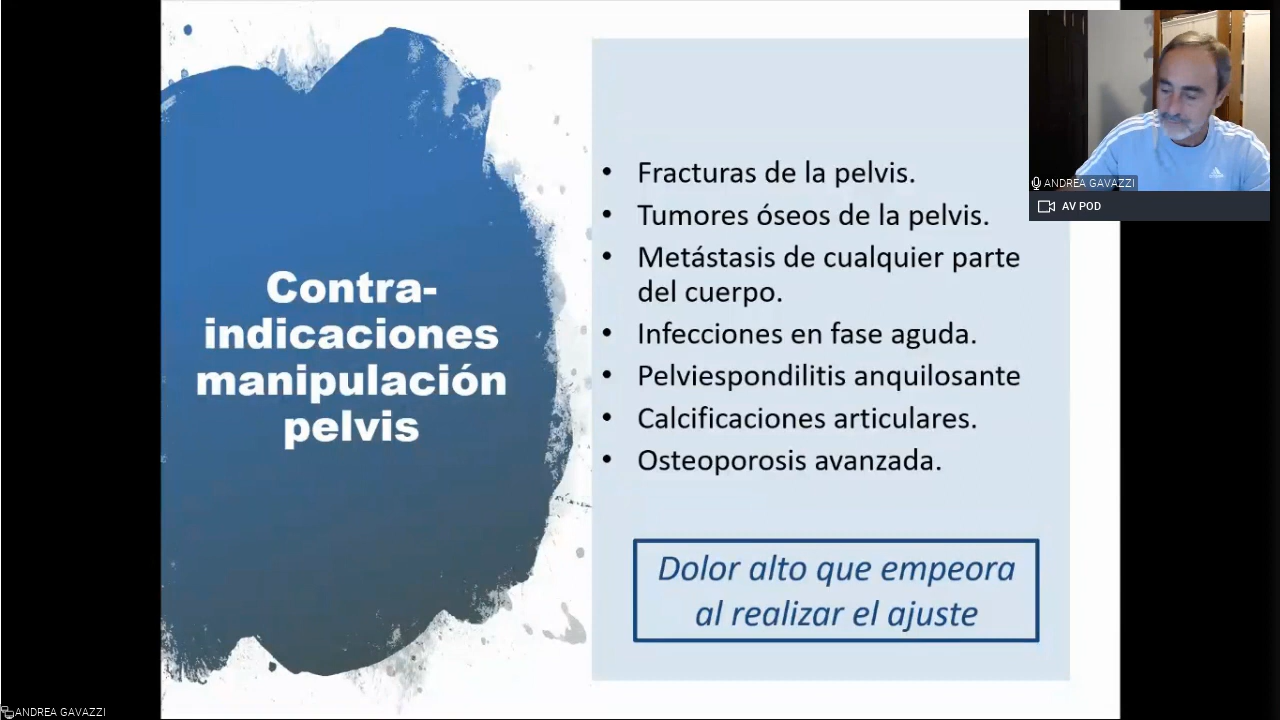 Contra-
indicaciones
manipulación
pelvis
• Fracturas de la pelvis.
• Tumores óseos de la pelvis.
• Metástasis de cualquier parte
del cuerpo.
• Infecciones en fase aguda.
• Pelviespondilitis anquilosante
• Calcificaciones articulares.
• Osteoporosis avanzada.
Dolor alto que empeora
al realizar el ajuste
ANDREA GAVAZZI
AV POD
ANDREA GAVAZZI